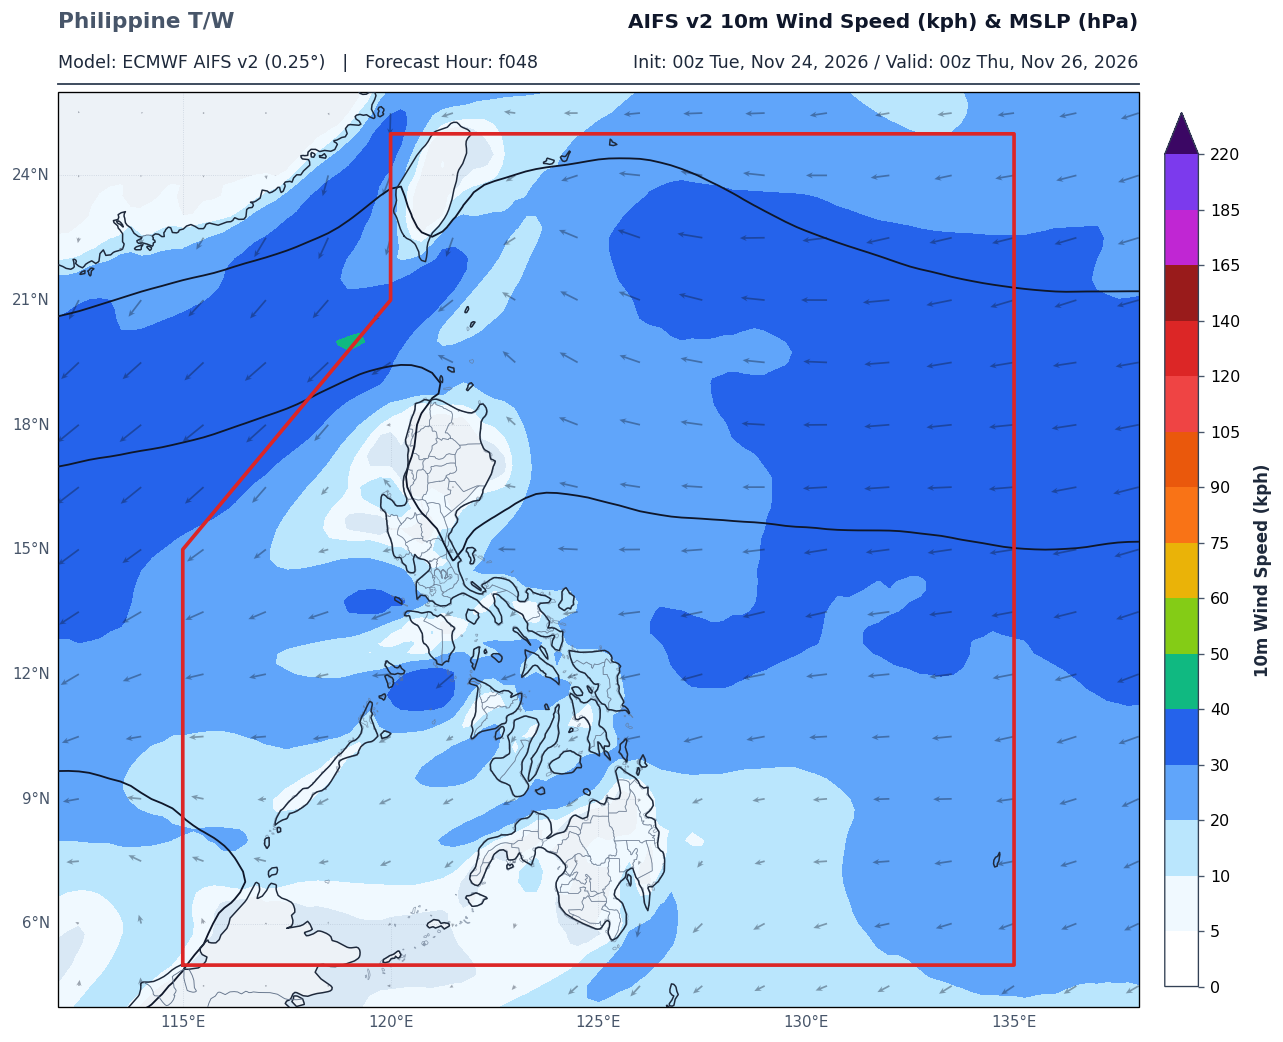 Philippine T/W
AIFS v2 10m Wind Speed (kph) & MSLP (hPa)
Model: ECMWF AIFS v2 (0.25°)   |   Forecast Hour: f048
Init: 00z Tue, Nov 24, 2026 / Valid: 00z Thu, Nov 26, 2026
24°N
21°N
18°N
15°N
12°N
9°N
6°N
115°E
120°E
125°E
130°E
135°E
220
185
165
140
120
105
90
75
60
50
40
30
20
10
5
0
10m Wind Speed (kph)